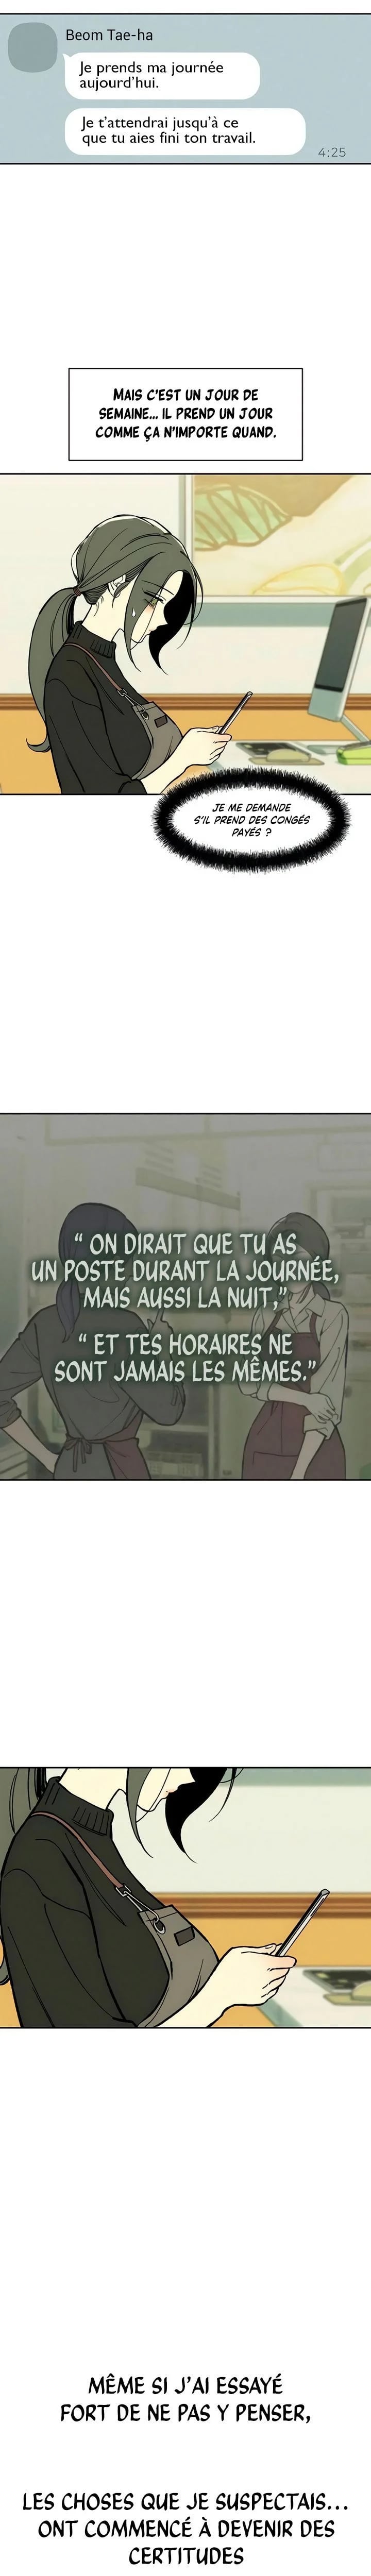 Beom Tae-ha
Je prends ma journée
aujourd'hui.
Je t'attendrai jusqu'à ce
que tu aies fini ton travail.
4:25
MAIS C'EST UN JOUR DE
SEMAINE... IL PREND UN JOUR
COMME ÇA N'IMPORTE QUAND.
JE ME DEMANDE
S'IL PREND DES CONGÉS
PAYÉS ?
“ ON DIRAIT QUE TU AS
UN POSTE DURANT LA JOURNÉE,
MAIS AUSSI LA NUIT,”
“ ET TES HORAIRES NE
SONT JAMAIS LES MÊMES.”
MÊME SI J'AI ESSAYÉ
FORT DE NE PAS Y PENSER,
LES CHOSES QUE JE SUSPECTAIS...
ONT COMMENCÉ À DEVENIR DES
CERTITUDES